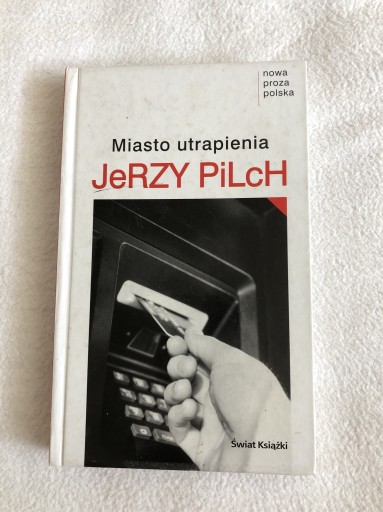 nowa
proza
polska
Miasto utrapienia
JeRZY PiLcH
Świat Książki